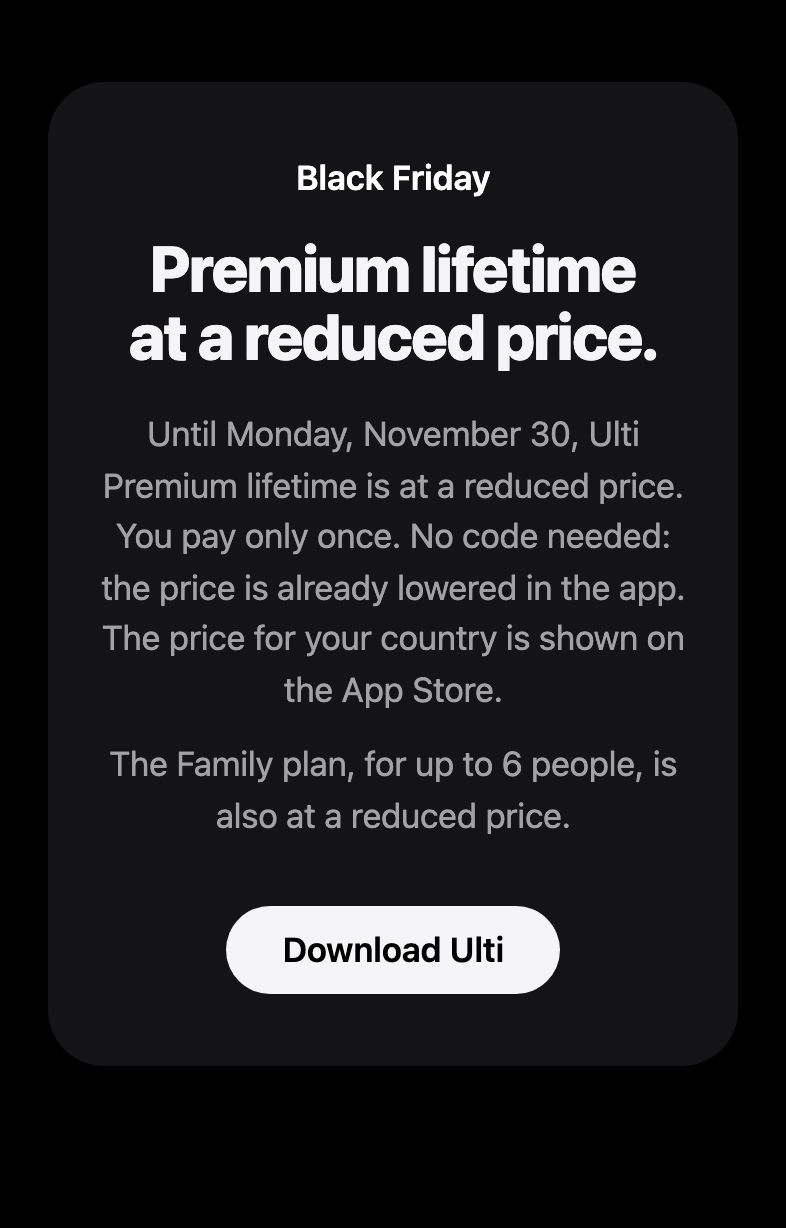 Black Friday
Premium lifetime
at a reduced price.
Until Monday, November 30, Ulti
Premium lifetime is at a reduced price.
You pay only once. No code needed:
the price is already lowered in the app.
The price for your country is shown on
the App Store.
The Family plan, for up to 6 people, is
also at a reduced price.
Download Ulti